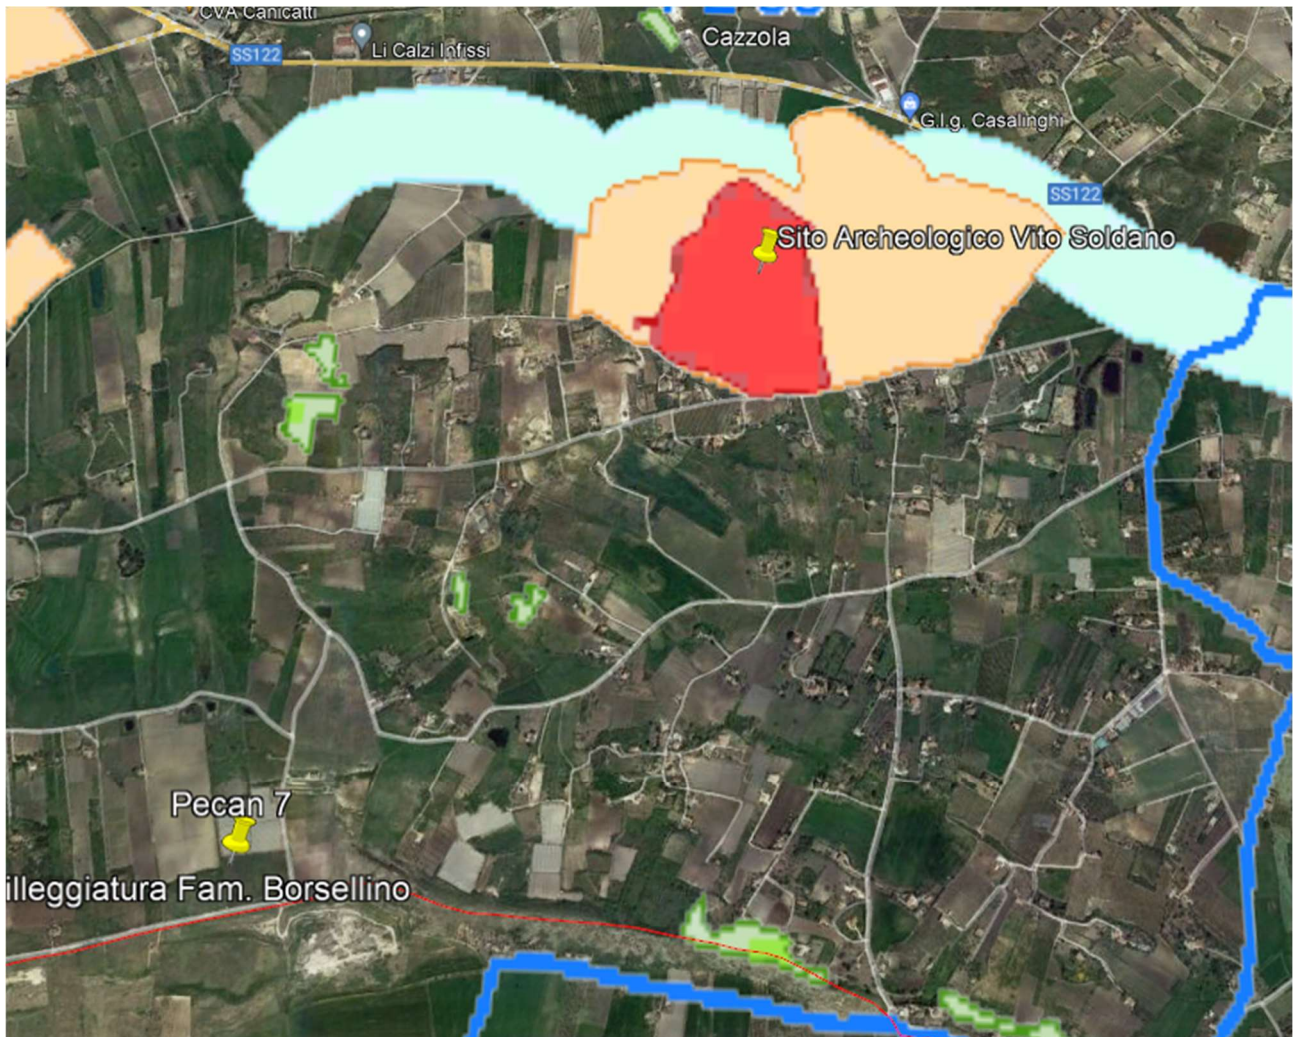 CVA Canicatti
SS122
Li Calzi Infissi
Cazzola
G.I.g. Casalinghi
SS122
Sito Archeologico Vito Soldano
Pecan 7
illeggiatura Fam. Borsellino